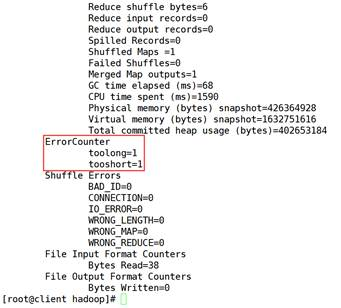 Reduce shuffle bytes=6
Reduce input records=0
Reduce output records=0
Spilled Records=0
Shuffled Maps =1
Failed Shuffles=0
Merged Map outputs=1
GC time elapsed (ms)=68
CPU time spent (ms)=1590
Physical memory (bytes) snapshot=426364928
Virtual memory (bytes) snapshot=1632751616
Total committed heap usage (bytes)=402653184
ErrorCounter
toolong=1
tooshort=1
Shuffle Errors
BAD_ID=0
CONNECTION=0
IO_ERROR=0
WRONG_LENGTH=0
WRONG_MAP=0
WRONG_REDUCE=0
File Input Format Counters
Bytes Read=38
File Output Format Counters
Bytes Written=0
[root@client hadoop]#